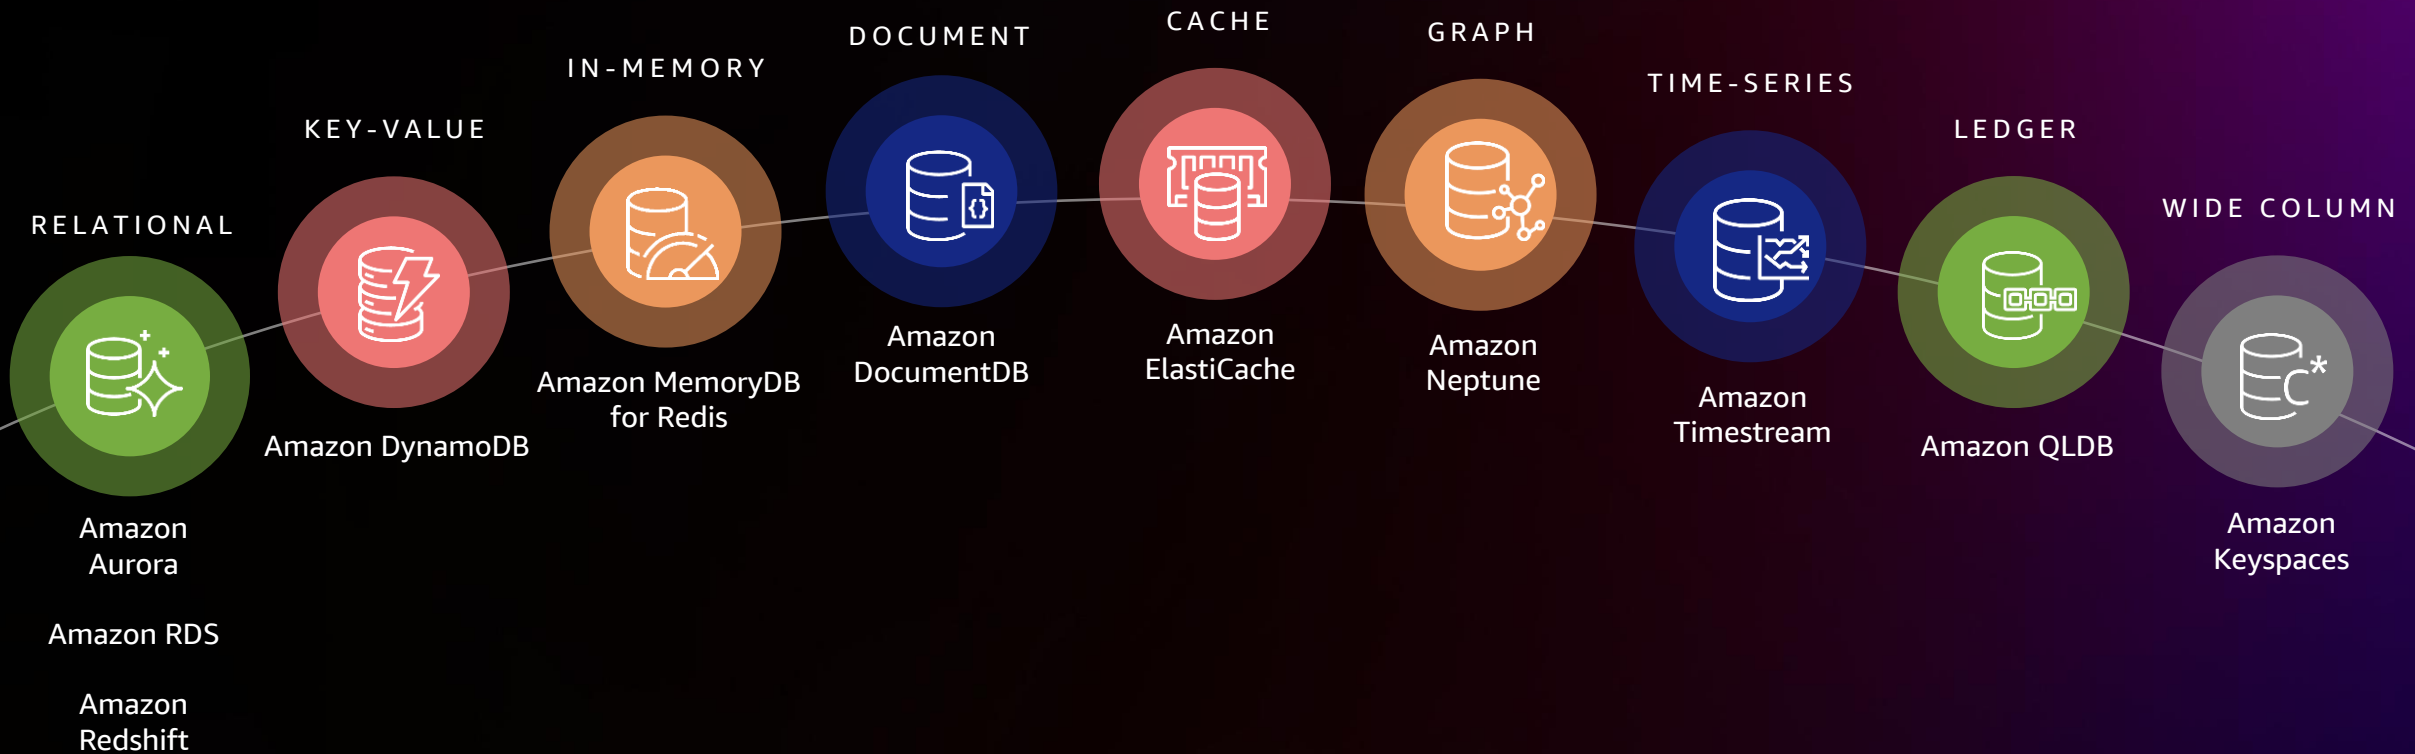 RELATIONAL
Amazon
Aurora
Amazon RDS
Amazon
Redshift
KEY-VALUE
Amazon DynamoDB
IN-MEMORY
Amazon MemoryDB
for Redis
DOCUMENT
{}
Amazon
DocumentDB
CACHE
Amazon
ElastiCache
GRAPH
Amazon
Neptune
TIME-SERIES
Amazon
Timestream
LEDGER
Amazon QLDB
WIDE COLUMN
C*
Amazon
Keyspaces